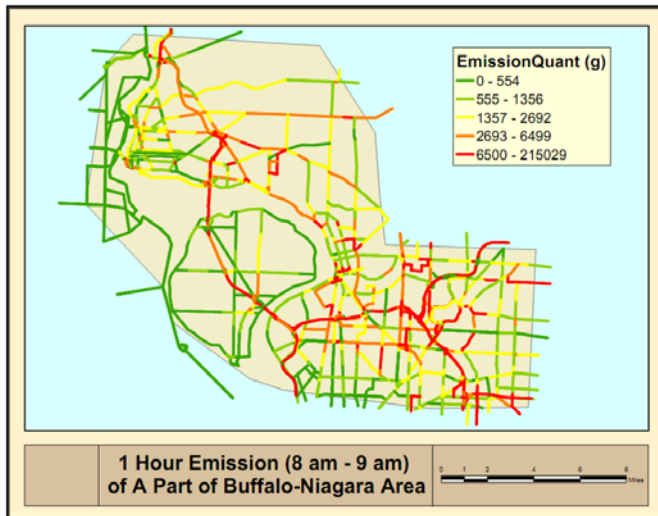 EmissionQuant (g)
0 - 554
555 - 1356
1357 - 2692
2693 - 6499
6500 - 215029
1 Hour Emission (8 am - 9 am)
of A Part of Buffalo-Niagara Area
0 1 2 4 6 8
Miles